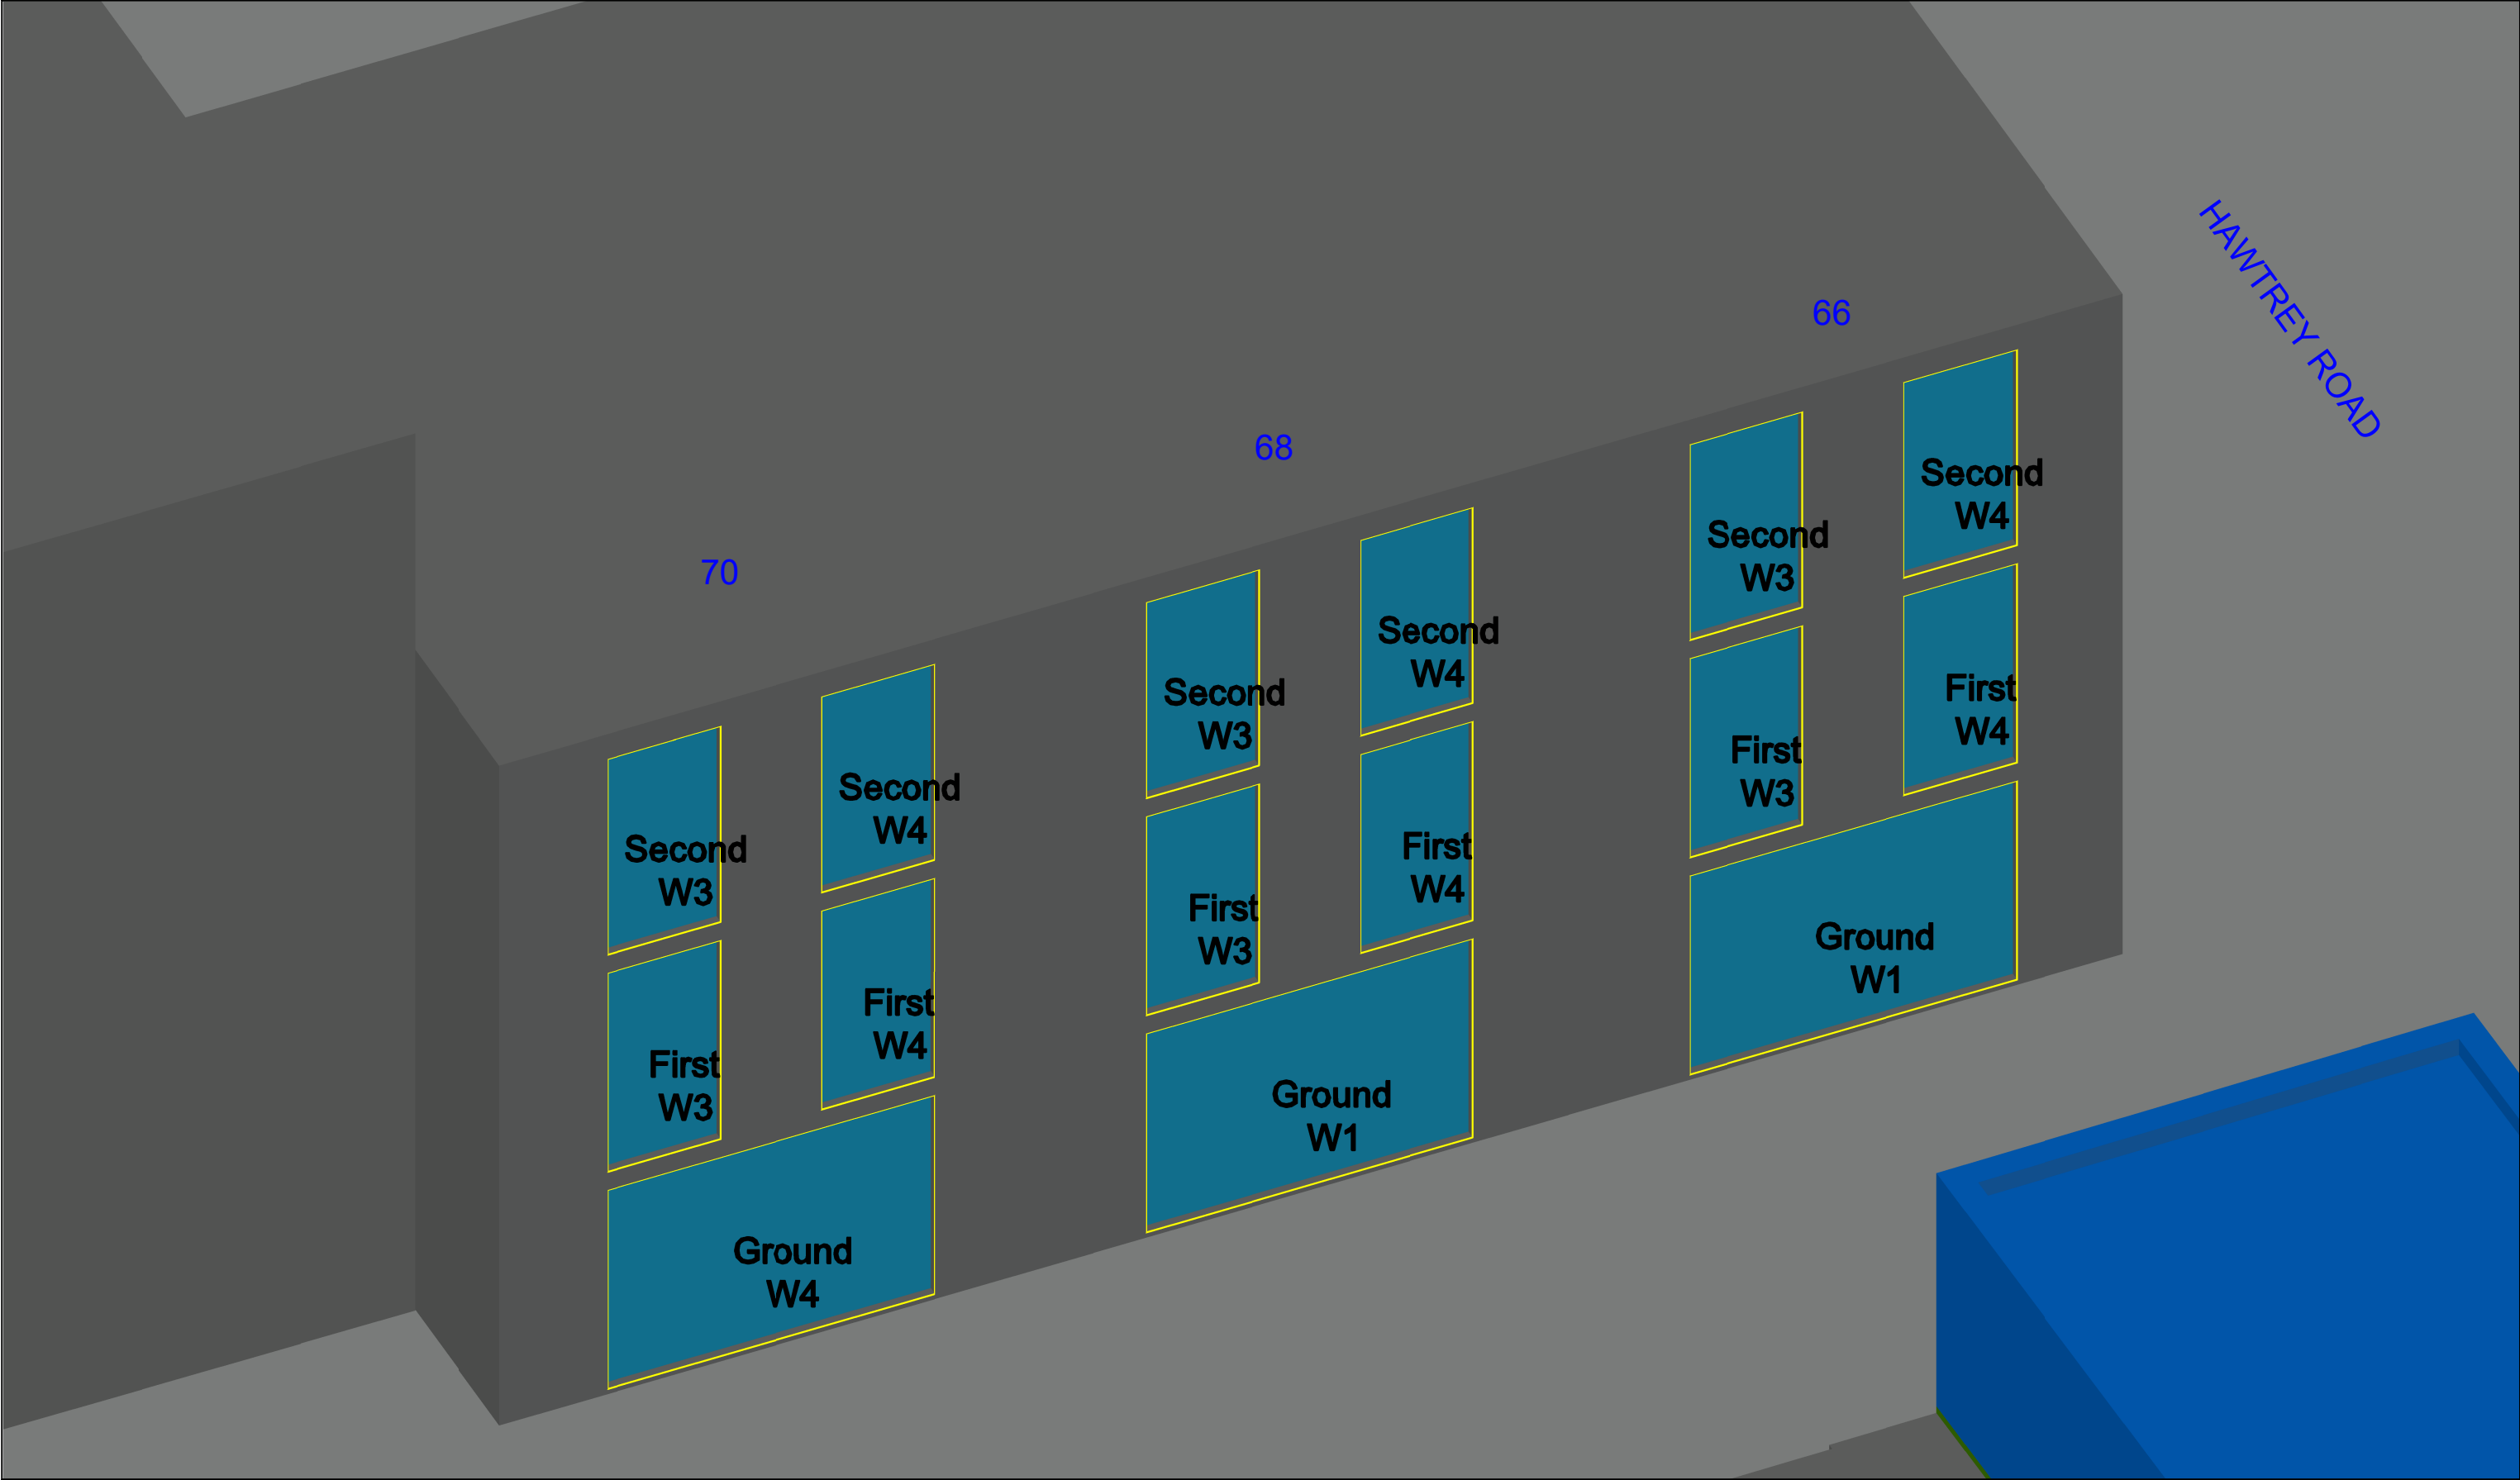 HAWTREY ROAD
66
Second
W4
Second
W3
First
W4
First
W3
Ground
W1
68
Second
W4
Second
W3
First
W4
First
W3
Ground
W1
70
Second
W4
Second
W3
First
W4
First
W3
Ground
W4